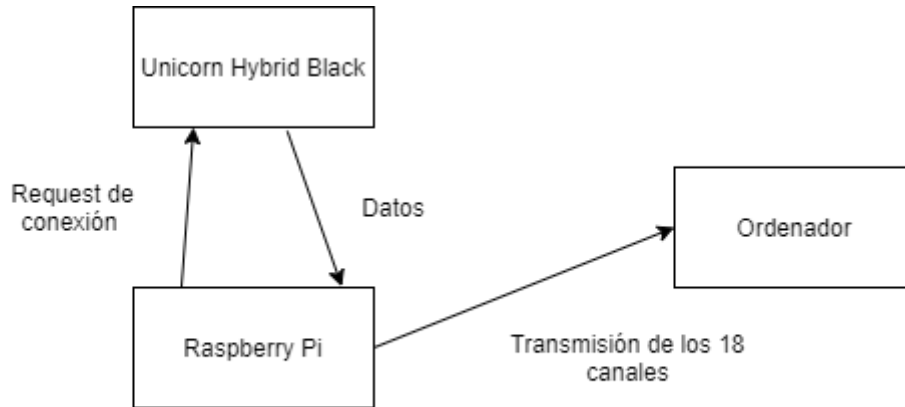 Unicorn Hybrid Black
Request de
conexión
Datos
Ordenador
Raspberry Pi
Transmisión de los 18
canales